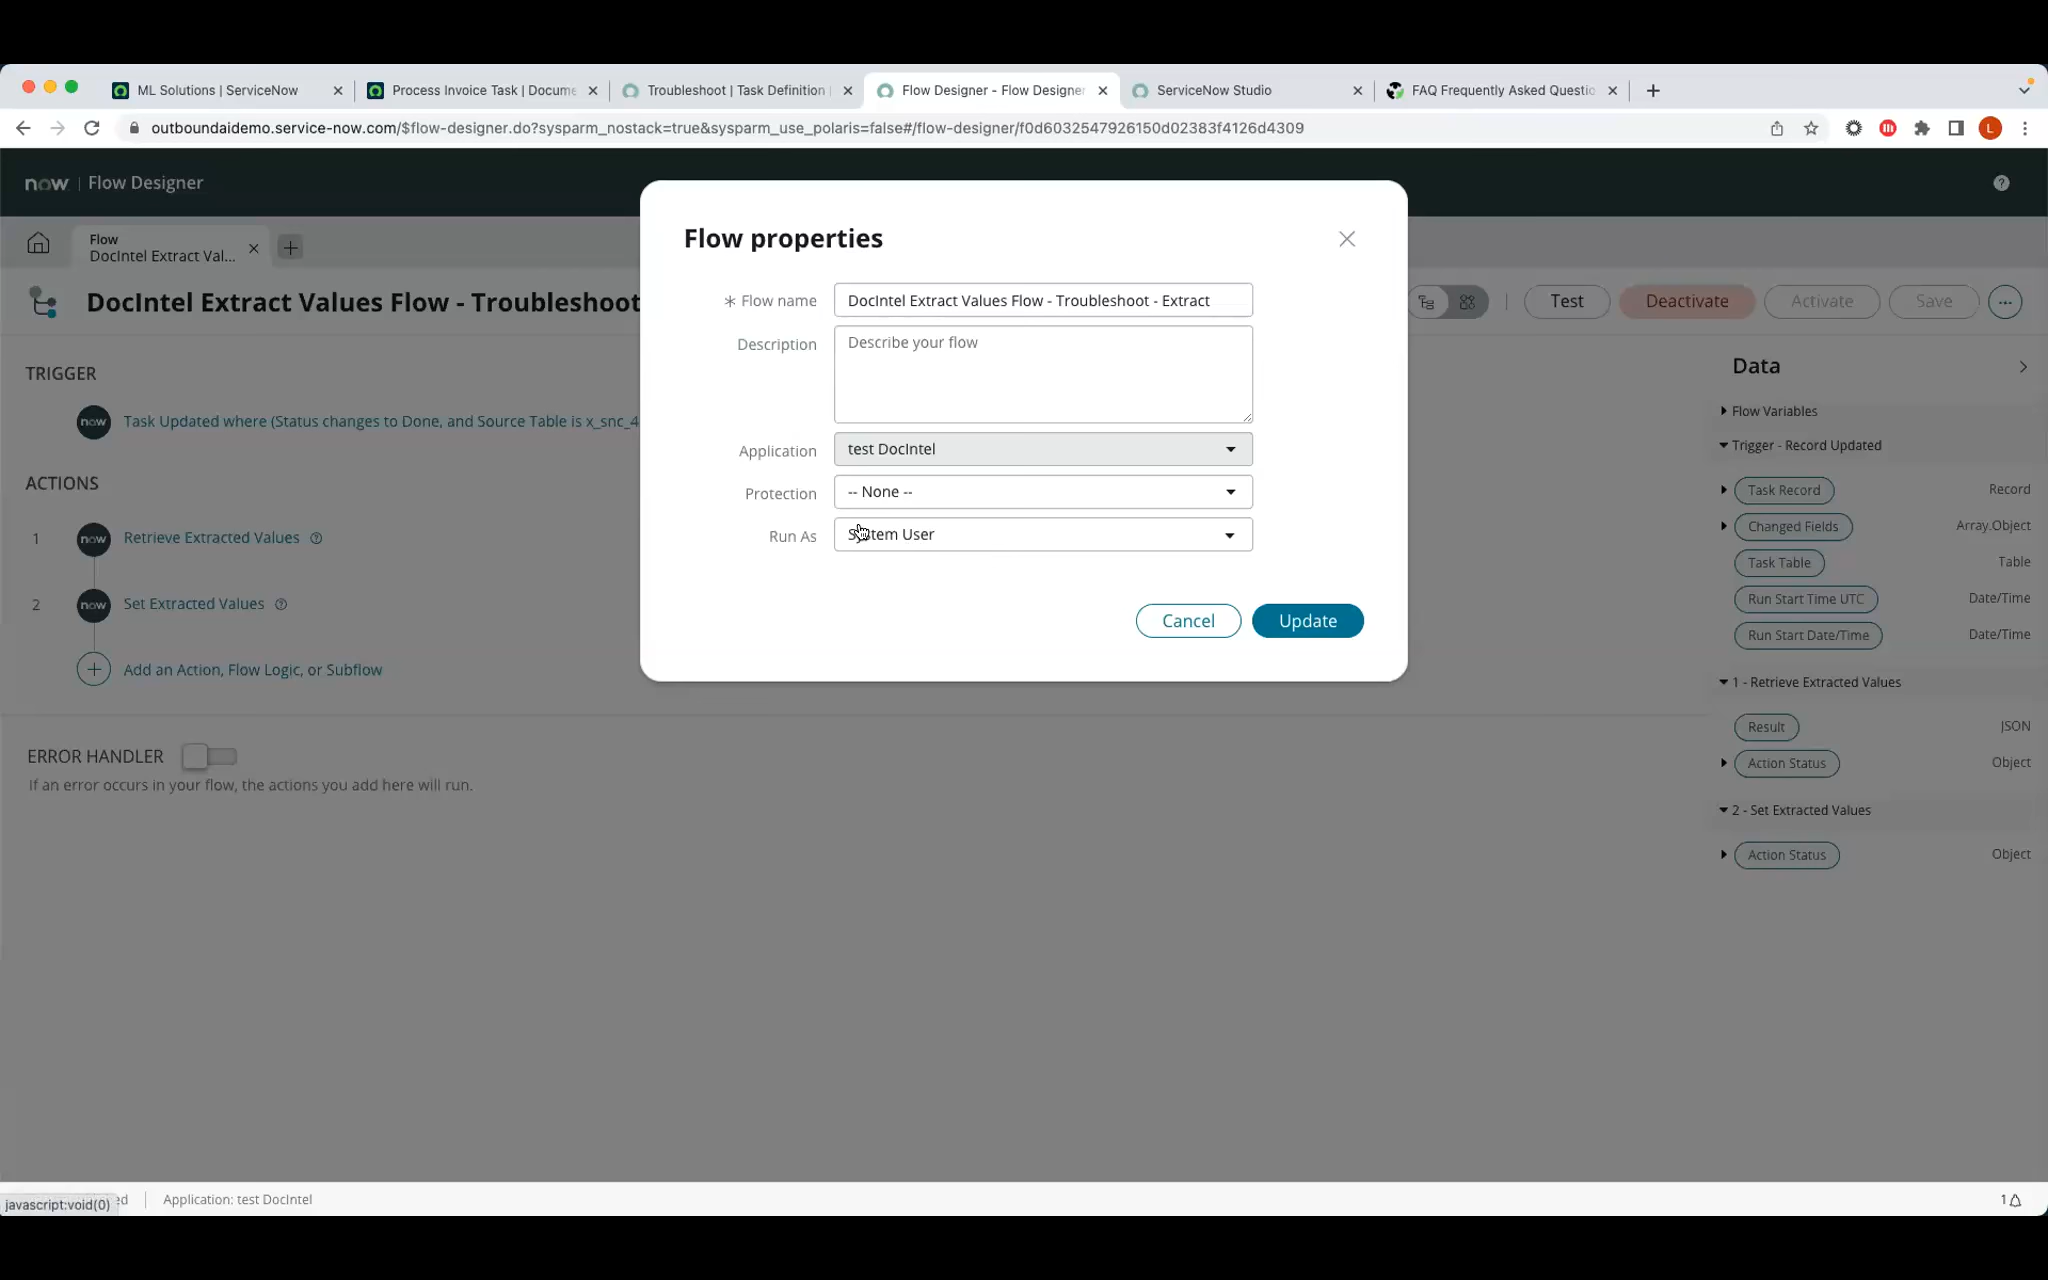 ML Solutions | ServiceNow
Process Invoice Task | Docume
Troubleshoot | Task Definition |
Flow Designer - Flow Designer
ServiceNow Studio
FAQ Frequently Asked Questio
outboundaidemo.service-now.com/$flow-designer.do?sysparm_nostack=true&sysparm_use_polaris=false#/flow-designer/f0d6032547926150d02383f4126d4309
L
now | Flow Designer
Flow
DocIntel Extract Val...
DocIntel Extract Values Flow - Troubleshoot
Test
Deactivate
Activate
Save
TRIGGER
now
Task Updated where (Status changes to Done, and Source Table is x_snc_4
ACTIONS
1
now
Retrieve Extracted Values
2
now
Set Extracted Values
Add an Action, Flow Logic, or Subflow
ERROR HANDLER
If an error occurs in your flow, the actions you add here will run.
Flow properties
* Flow name
DocIntel Extract Values Flow - Troubleshoot - Extract
Description
Describe your flow
Application
test DocIntel
Protection
-- None --
Run As
System User
Cancel
Update
Data
Flow Variables
Trigger - Record Updated
Task Record
Record
Changed Fields
Array.Object
Task Table
Table
Run Start Time UTC
Date/Time
Run Start Date/Time
Date/Time
1 - Retrieve Extracted Values
Result
JSON
Action Status
Object
2 - Set Extracted Values
Action Status
Object
javascript:void(0)
Application: test DocIntel
1